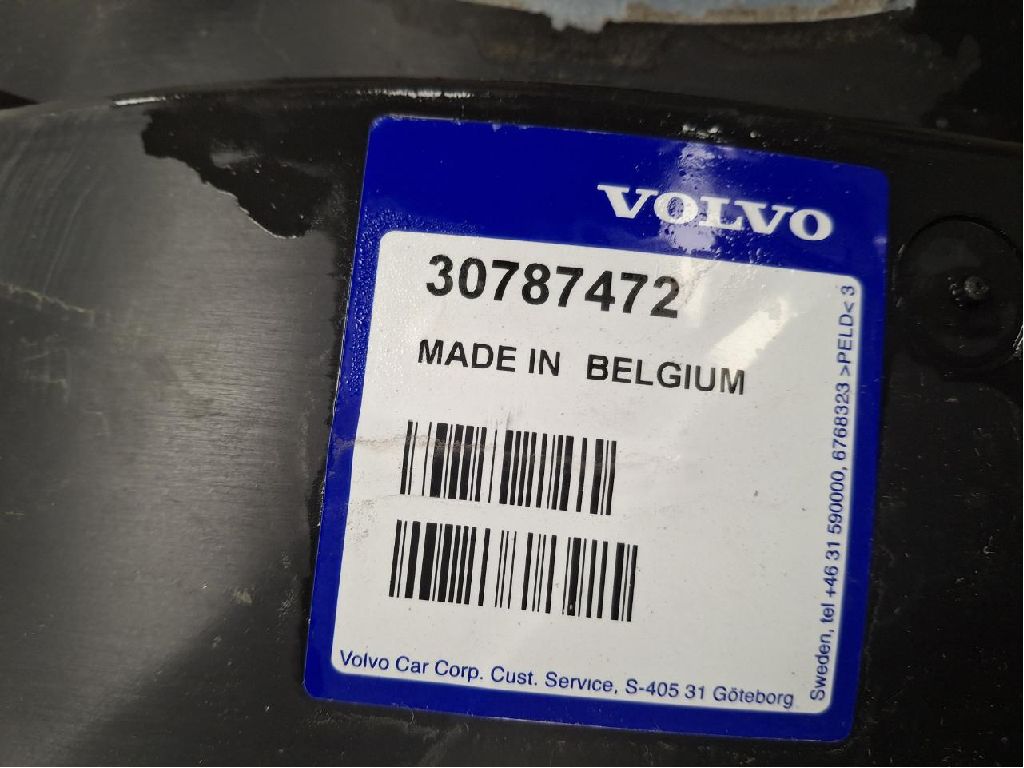 VOLVO
30787472
MADE IN BELGIUM
Volvo Car Corp. Cust. Service, S-405 31 Göteborg
Sweden, tel +46 31 590000, 6768323 >PELD< 3